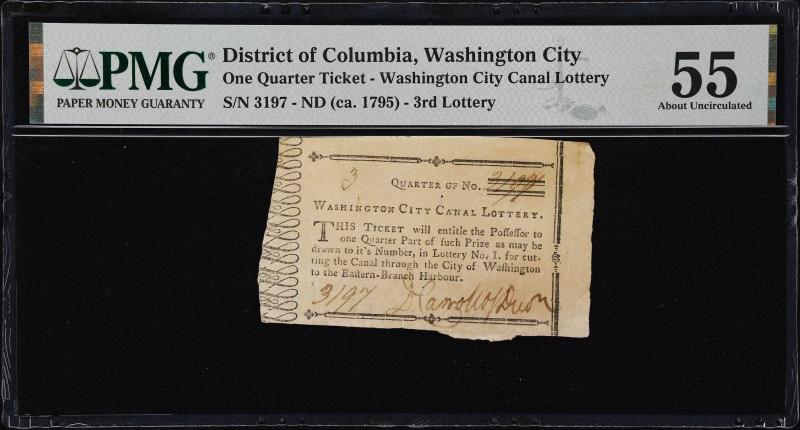 PMG®
PAPER MONEY GUARANTY
District of Columbia, Washington City
One Quarter Ticket - Washington City Canal Lottery
S/N 3197 - ND (ca. 1795) - 3rd Lottery
55
About Uncirculated
3 QUARTER OF No. 3197
WASHINGTON CITY CANAL LOTTERY.
THIS TICKET will entitle the Poſſeſſor to
one Quarter Part of ſuch Prize as may be
drawn to it's Number, in Lottery No. I. for cut-
ting the Canal through the City of Waſhington
to the Eaſtern-Branch Harbour.
3197 D Carroll of Dudn